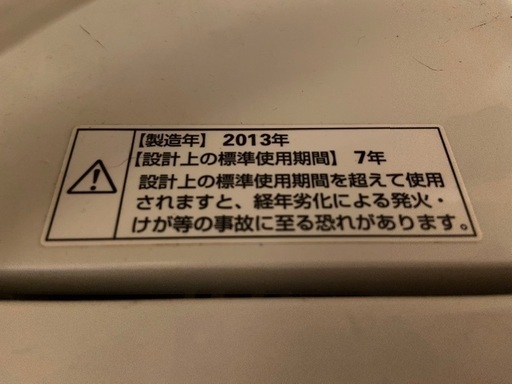 【製造年】 2013年
【設計上の標準使用期間】 7年
設計上の標準使用期間を超えて使用
されますと、経年劣化による発火・
けが等の事故に至る恐れがあります。